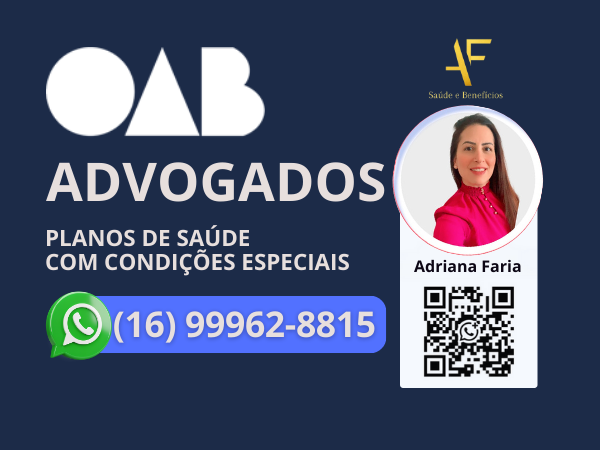 OAB
ADVOGADOS
PLANOS DE SAÚDE
COM CONDIÇÕES ESPECIAIS
(16) 99962-8815
AF
Saúde e Benefícios
Adriana Faria